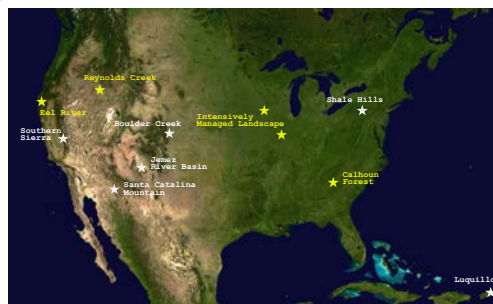 Reynolds Creek
Shale Hills
Eel River
Intensively
Managed Landscape
Boulder Creek
Southern
Sierra
Jemez
River Basin
Calhoun
Forest
Santa Catalina
Mountain
Luquillo